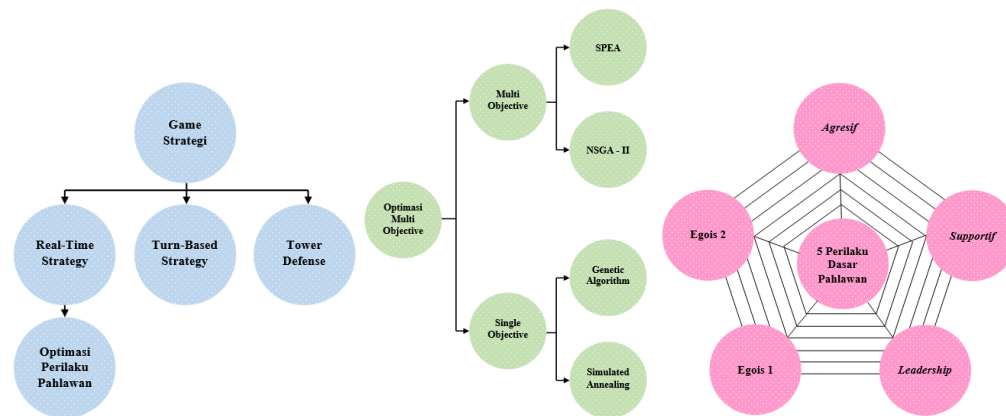 Game
Strategi
Real-Time
Strategy
Turn-Based
Strategy
Tower
Defense
Optimasi
Perilaku
Pahlawan
Optimasi
Multi
Objective
Multi
Objective
SPEA
NSGA - II
Single
Objective
Genetic
Algorithm
Simulated
Annealing
Agresif
Egois 2
Supportif
5 Perilaku
Dasar
Pahlawan
Egois 1
Leadership